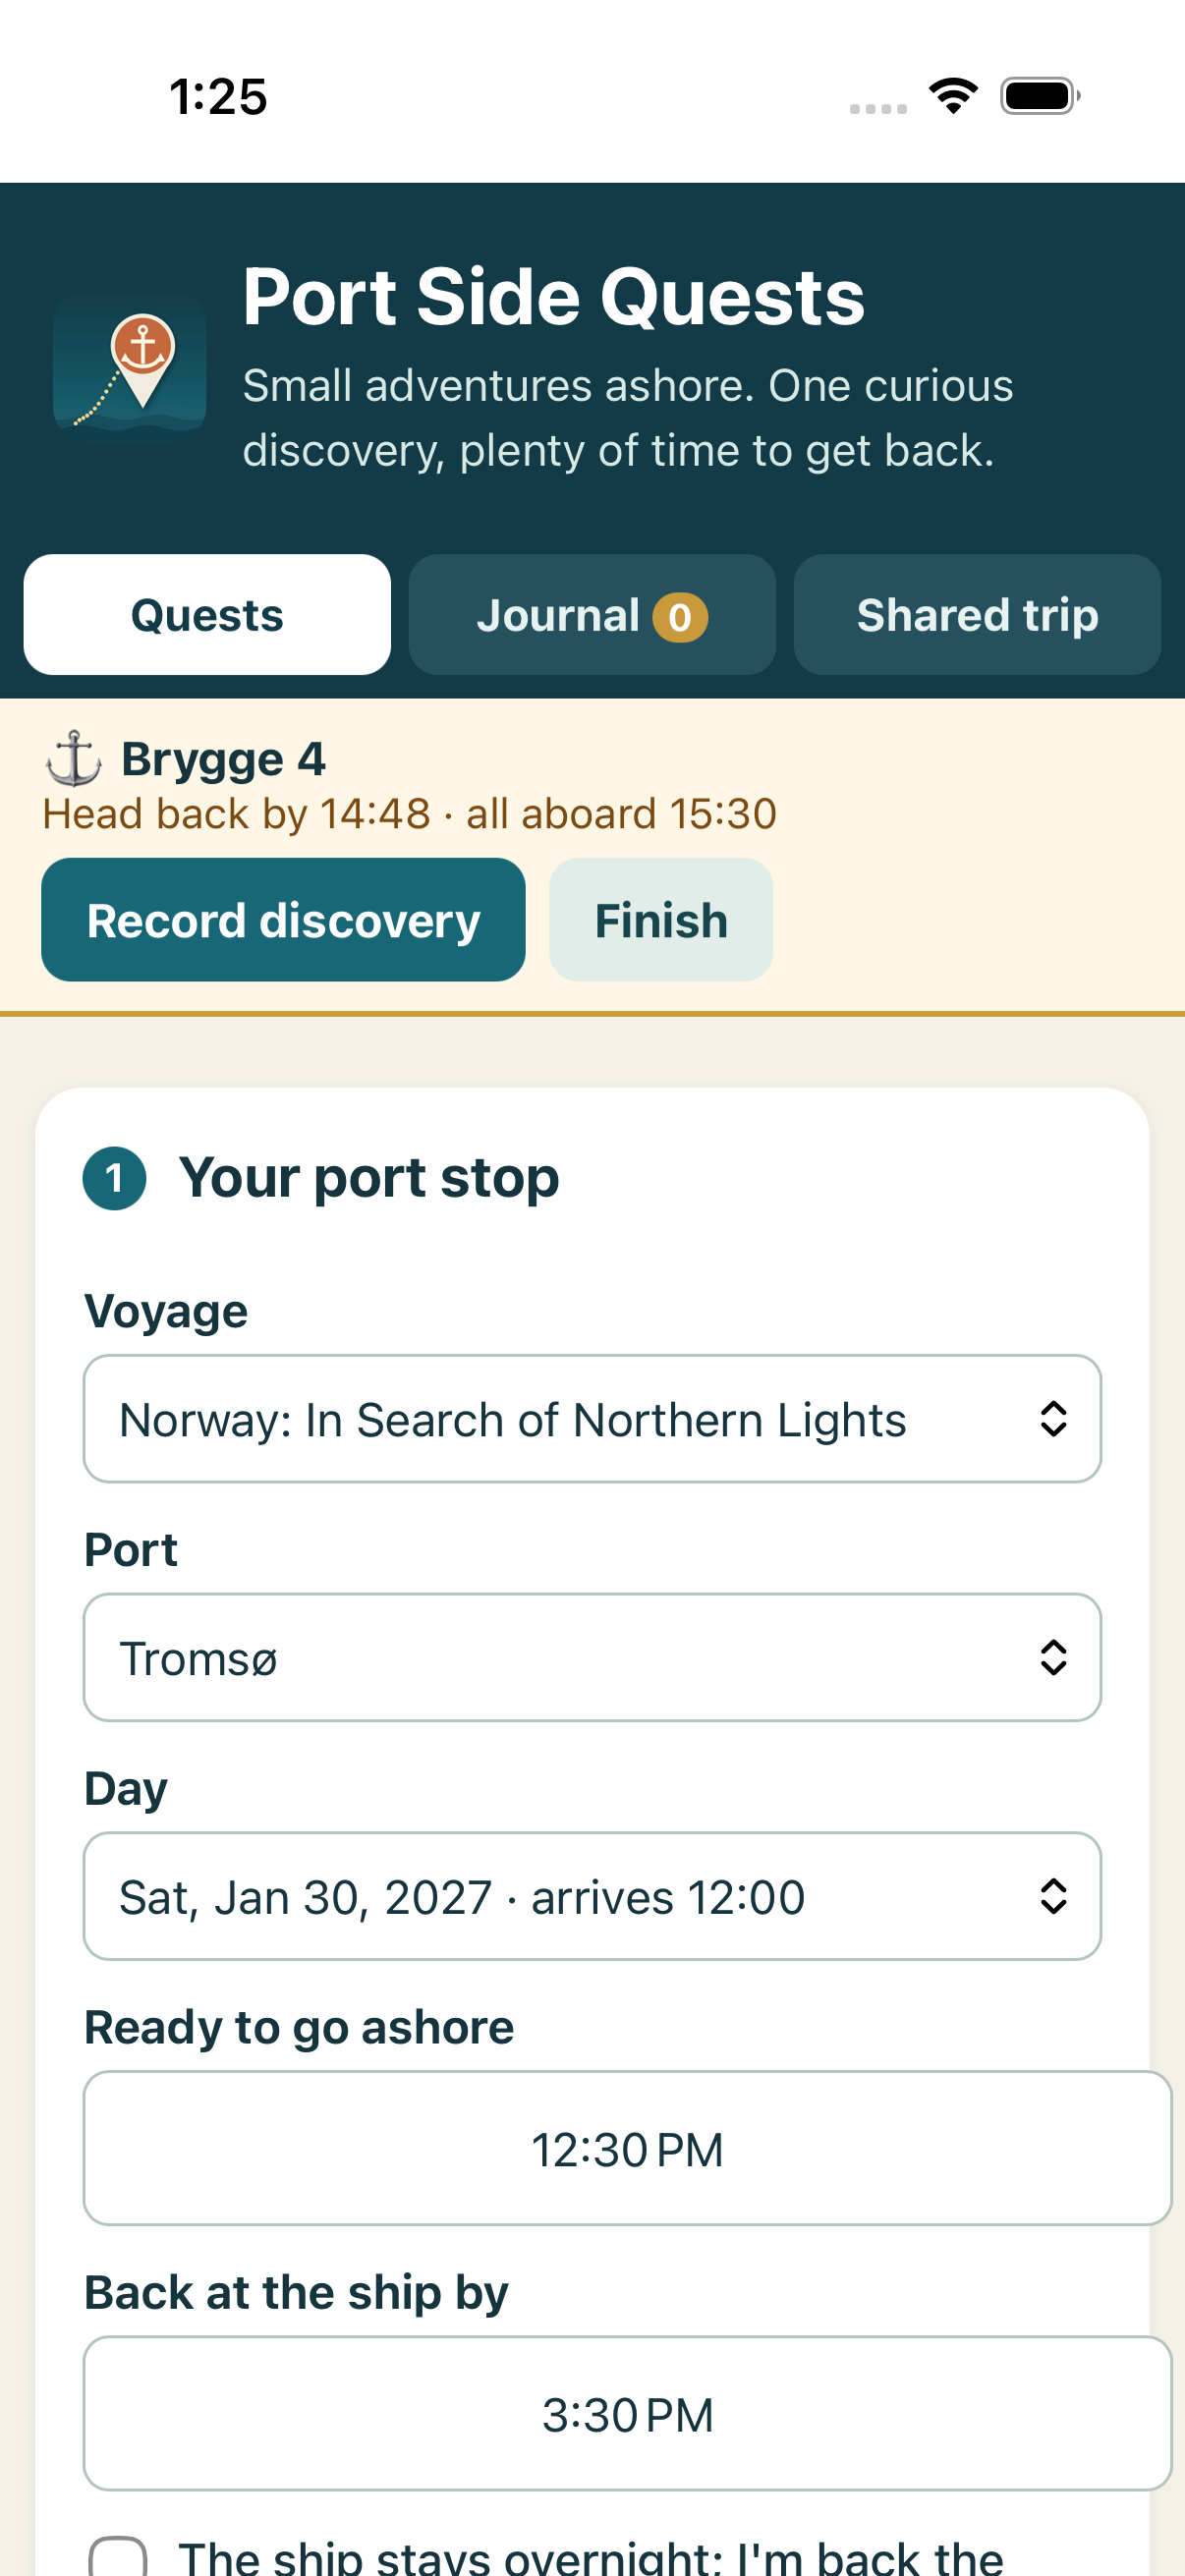 1:25
Port Side Quests
Small adventures ashore. One curious
discovery, plenty of time to get back.
Quests
Journal 0
Shared trip
Brygge 4
Head back by 14:48 · all aboard 15:30
Record discovery
Finish
1 Your port stop
Voyage
Norway: In Search of Northern Lights
Port
Tromsø
Day
Sat, Jan 30, 2027 · arrives 12:00
Ready to go ashore
12:30 PM
Back at the ship by
3:30 PM
The ship stays overnight; I'm back the